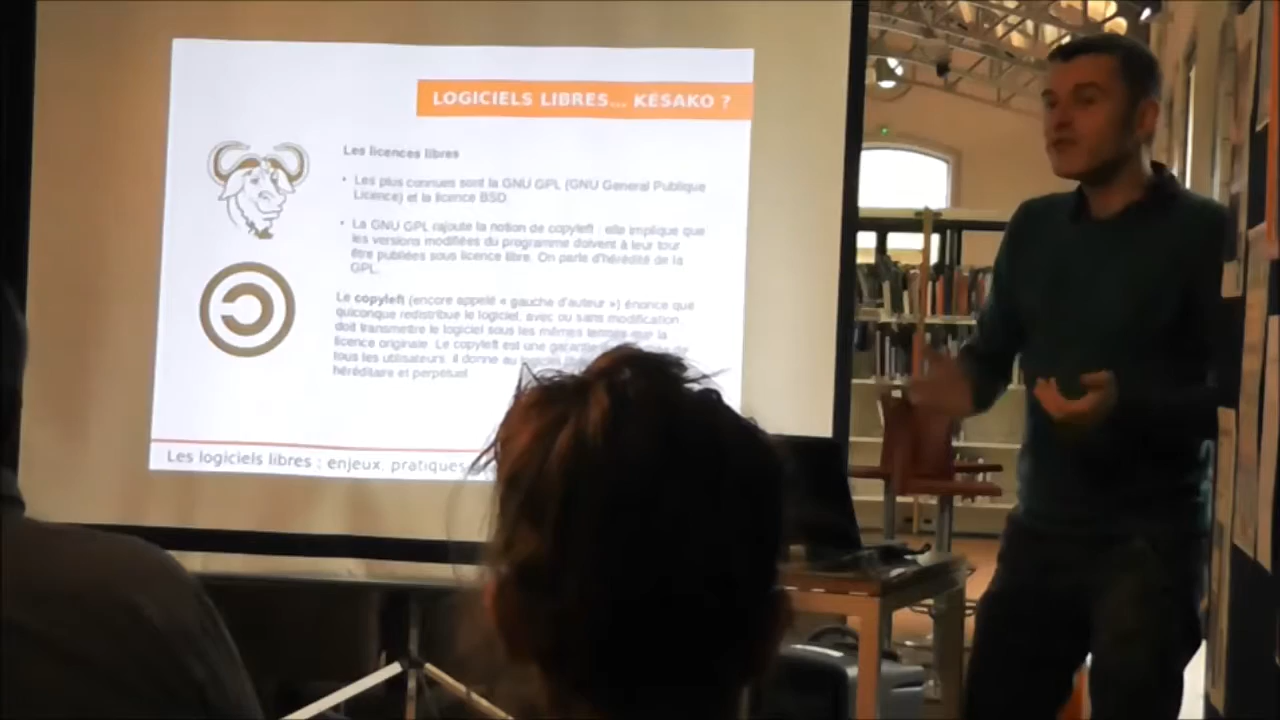 LOGICIELS LIBRES... KÉSAKO ?
Les licences libres
• Les plus connues sont la GNU GPL (GNU General Publique
Licence) et la licence BSD
• La GNU GPL rajoute la notion de copyleft : elle implique que
les versions modifiées du programme doivent à leur tour
être publiées sous licence libre. On parle d'hérédité de la
GPL.
Le copyleft (encore appelé « gauche d'auteur ») énonce que
quiconque redistribue le logiciel, avec ou sans modification,
doit transmettre le logiciel sous les mêmes termes que la
licence originale. Le copyleft est une garantie
tous les utilisateurs: il donne au logiciel
héréditaire et perpétuel
Les logiciels libres : enjeux, pratiques